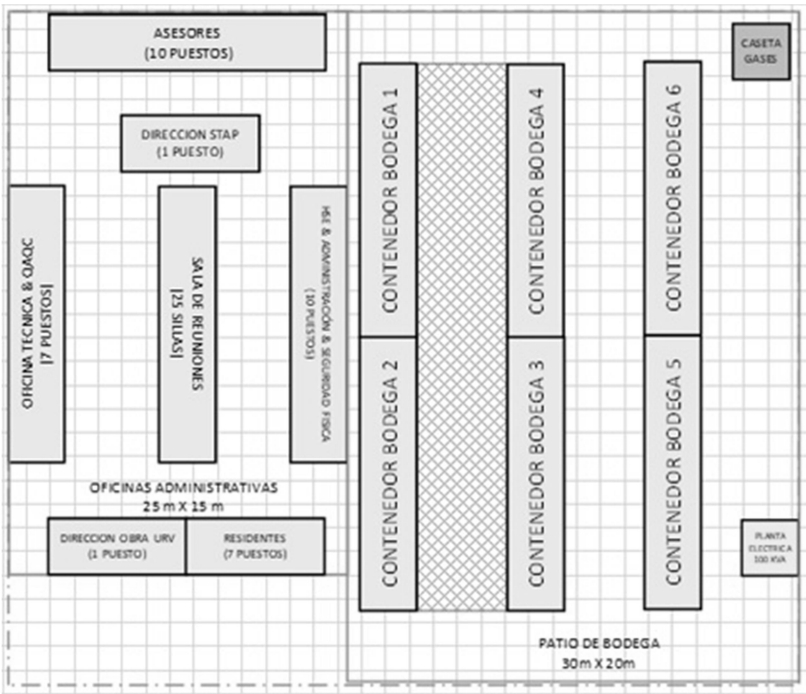 ASESORES
(10 PUESTOS)
DIRECCION STAP
(1 PUESTO)
OFICINA TECNICA & QAQC
|7 PUESTOS|
SALA DE REUNIONES
|25 SILLAS|
HSE & ADMINISTRACIÓN & SEGURIDAD FISICA
(10 PUESTOS)
OFICINAS ADMINISTRATIVAS
25 m X 15 m
DIRECCION OBRA URV
(1 PUESTO)
RESIDENTES
(7 PUESTOS)
CONTENEDOR BODEGA 1
CONTENEDOR BODEGA 2
CONTENEDOR BODEGA 4
CONTENEDOR BODEGA 3
CONTENEDOR BODEGA 6
CONTENEDOR BODEGA 5
CASETA
GASES
PLANTA
ELECTRICA
100 KVA
PATIO DE BODEGA
30m X 20m